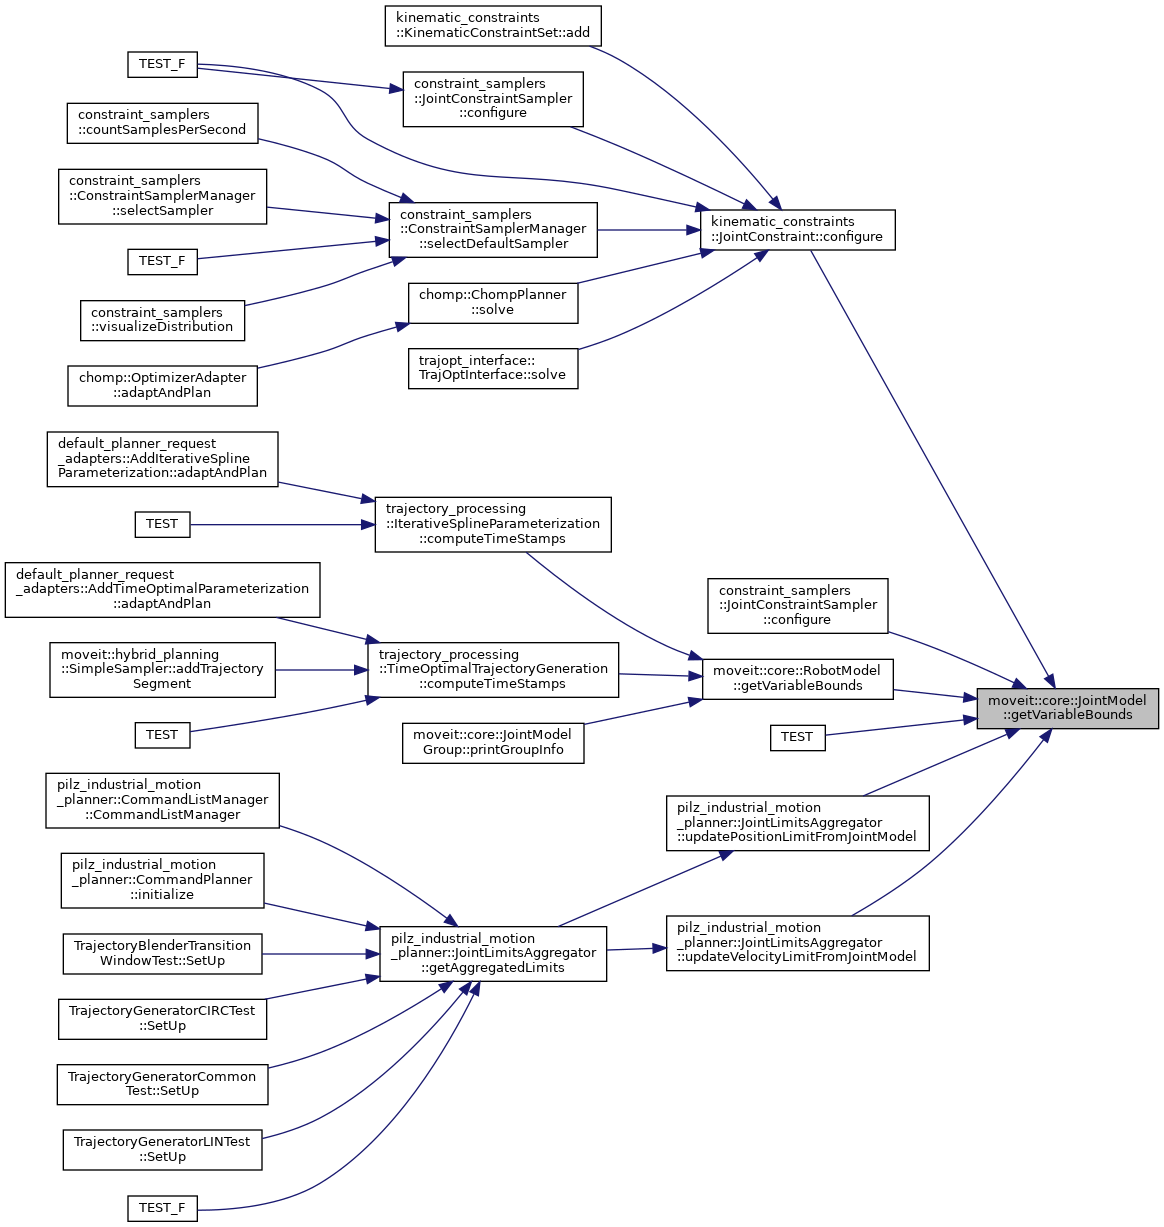 kinematic_constraints
::KinematicConstraintSet::add
TEST_F
constraint_samplers
::JointConstraintSampler
::configure
constraint_samplers
::countSamplesPerSecond
constraint_samplers
::ConstraintSamplerManager
::selectSampler
constraint_samplers
::ConstraintSamplerManager
::selectDefaultSampler
kinematic_constraints
::JointConstraint::configure
TEST_F
constraint_samplers
::visualizeDistribution
chomp::ChompPlanner
::solve
trajopt_interface::
TrajOptInterface::solve
chomp::OptimizerAdapter
::adaptAndPlan
default_planner_request
_adapters::AddIterativeSpline
Parameterization::adaptAndPlan
TEST
trajectory_processing
::IterativeSplineParameterization
::computeTimeStamps
default_planner_request
_adapters::AddTimeOptimalParameterization
::adaptAndPlan
constraint_samplers
::JointConstraintSampler
::configure
moveit::hybrid_planning
::SimpleSampler::addTrajectory
Segment
trajectory_processing
::TimeOptimalTrajectoryGeneration
::computeTimeStamps
moveit::core::RobotModel
::getVariableBounds
moveit::core::JointModel
::getVariableBounds
TEST
moveit::core::JointModel
Group::printGroupInfo
TEST
pilz_industrial_motion
_planner::CommandListManager
::CommandListManager
pilz_industrial_motion
_planner::JointLimitsAggregator
::updatePositionLimitFromJointModel
pilz_industrial_motion
_planner::CommandPlanner
::initialize
TrajectoryBlenderTransition
WindowTest::SetUp
pilz_industrial_motion
_planner::JointLimitsAggregator
::getAggregatedLimits
pilz_industrial_motion
_planner::JointLimitsAggregator
::updateVelocityLimitFromJointModel
TrajectoryGeneratorCIRCTest
::SetUp
TrajectoryGeneratorCommon
Test::SetUp
TrajectoryGeneratorLINTest
::SetUp
TEST_F